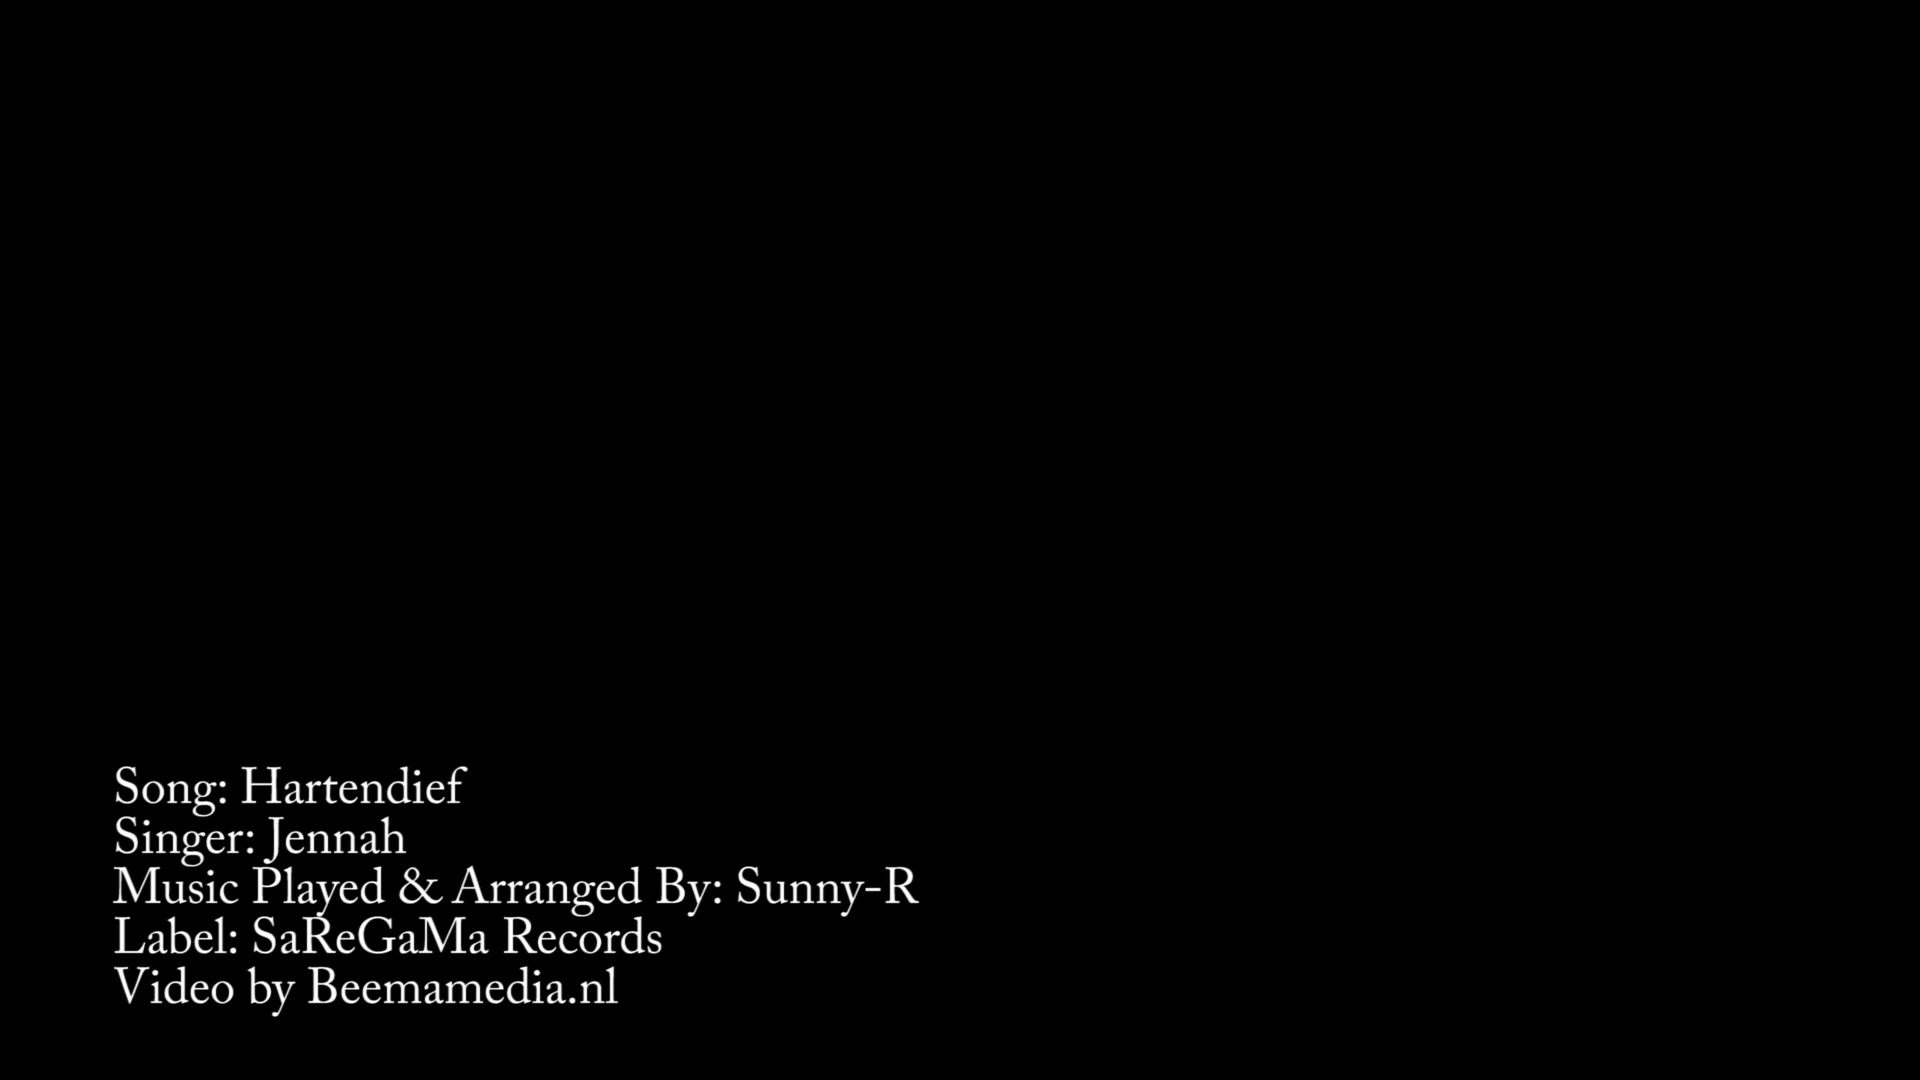 Song: Hartendief
Singer: Jennah
Music Played & Arranged By: Sunny-R
Label: SaReGaMa Records
Video by Beemamedia.nl